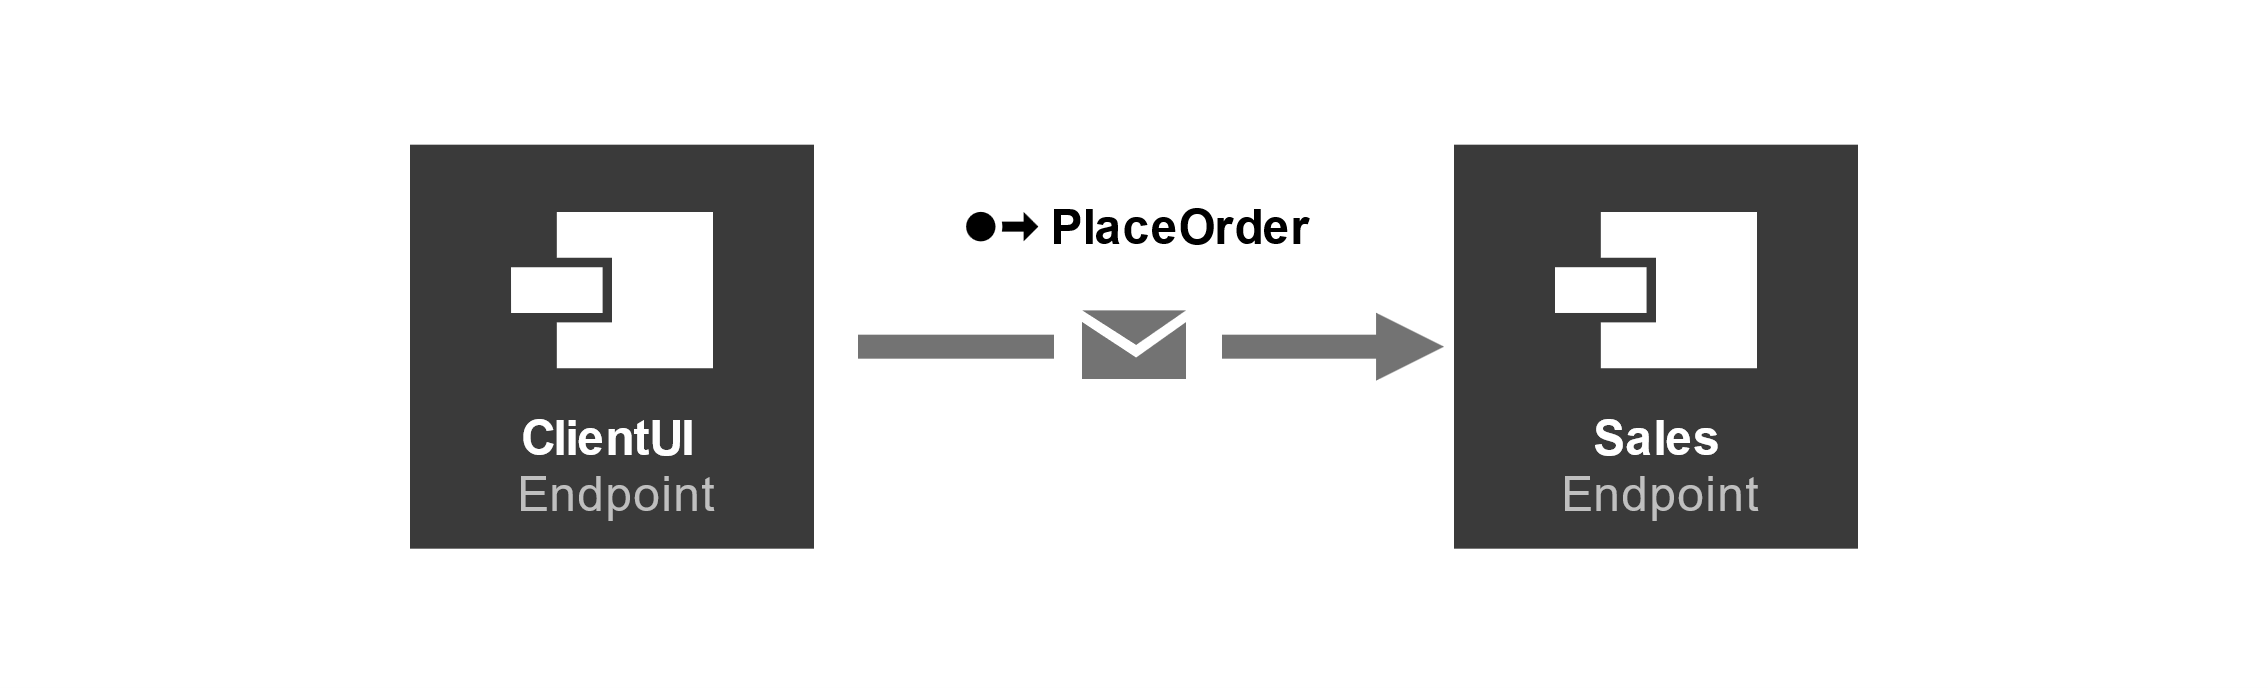 PlaceOrder
ClientUI
Endpoint
Sales
Endpoint